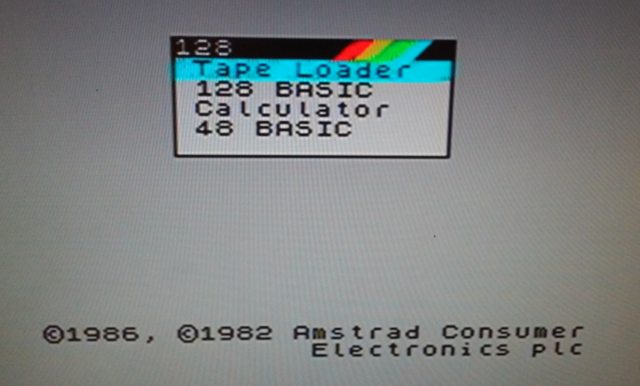 128
Tape Loader
128 BASIC
Calculator
48 BASIC
©1986, ©1982 Amstrad Consumer
Electronics plc